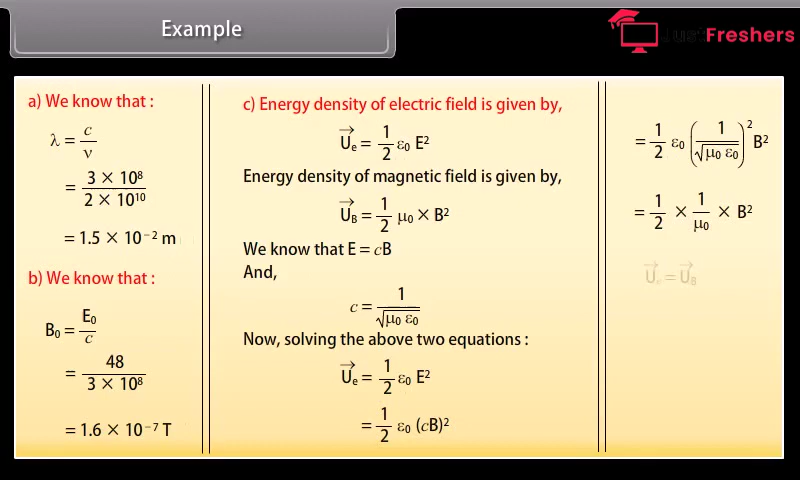 Example
Just Freshers
a) We know that :
λ = c/ν
= 3 × 10⁸ / 2 × 10¹⁰
= 1.5 × 10⁻² m
b) We know that :
B₀ = E₀/c
= 48 / 3 × 10⁸
= 1.6 × 10⁻⁷ T
c) Energy density of electric field is given by,
U⃗ₑ = 1/2 ε₀ E²
Energy density of magnetic field is given by,
U⃗_B = 1/2 μ₀ × B²
We know that E = cB
And,
c = 1/√(μ₀ ε₀)
Now, solving the above two equations :
U⃗ₑ = 1/2 ε₀ E²
= 1/2 ε₀ (cB)²
= 1/2 ε₀ (1/√(μ₀ ε₀))² B²
= 1/2 × 1/μ₀ × B²
U⃗ₑ = U⃗_B